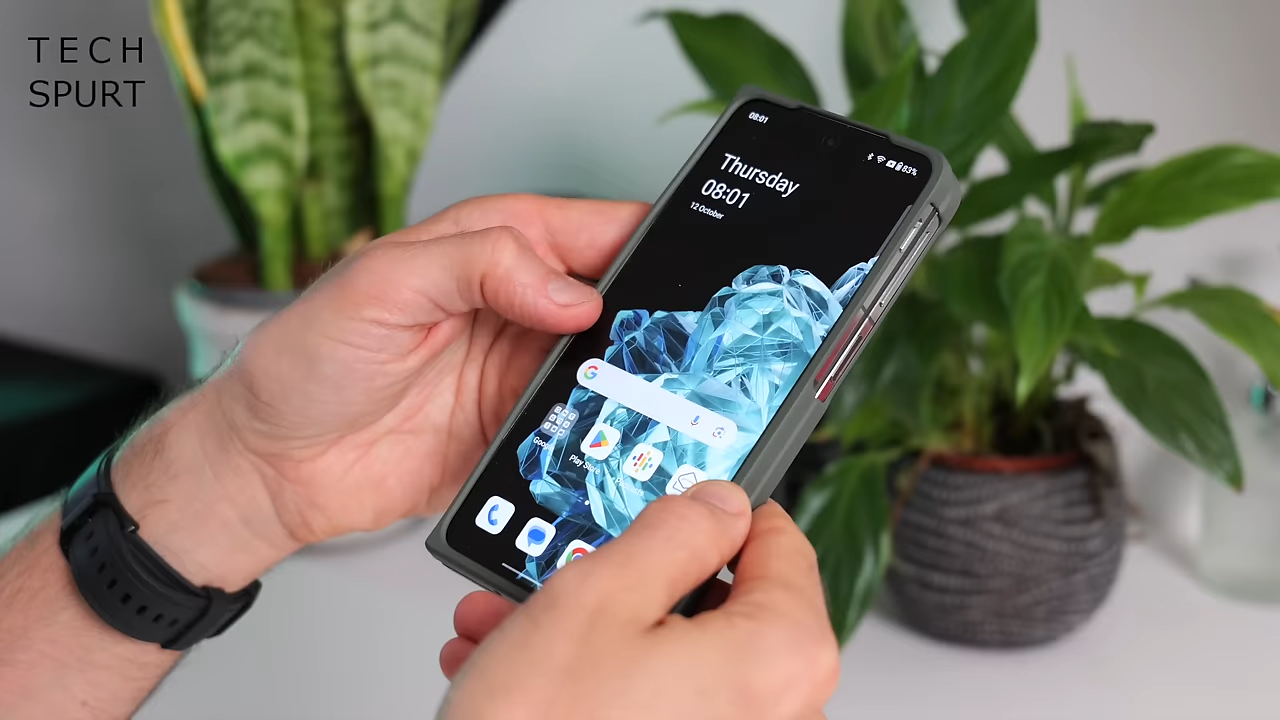 TECH
SPURT
08:01
83%
Thursday
08:01
12 October
Play Store